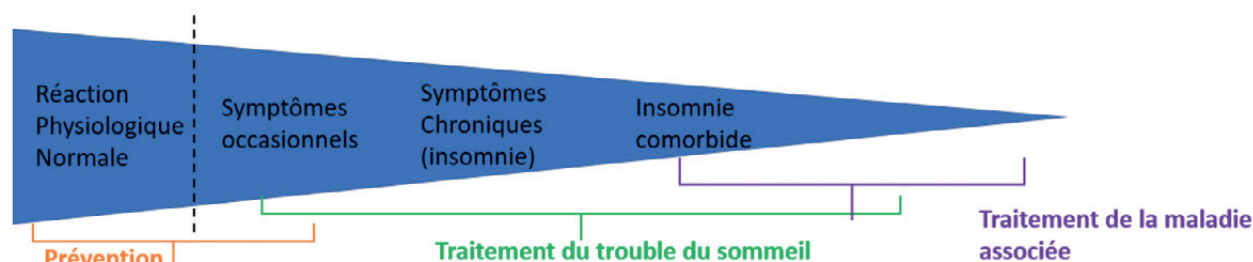 Réaction
Physiologique
Normale
Symptômes
occasionnels
Symptômes
Chroniques
(insomnie)
Insomnie
comorbide
Prévention
Traitement du trouble du sommeil
Traitement de la maladie
associée